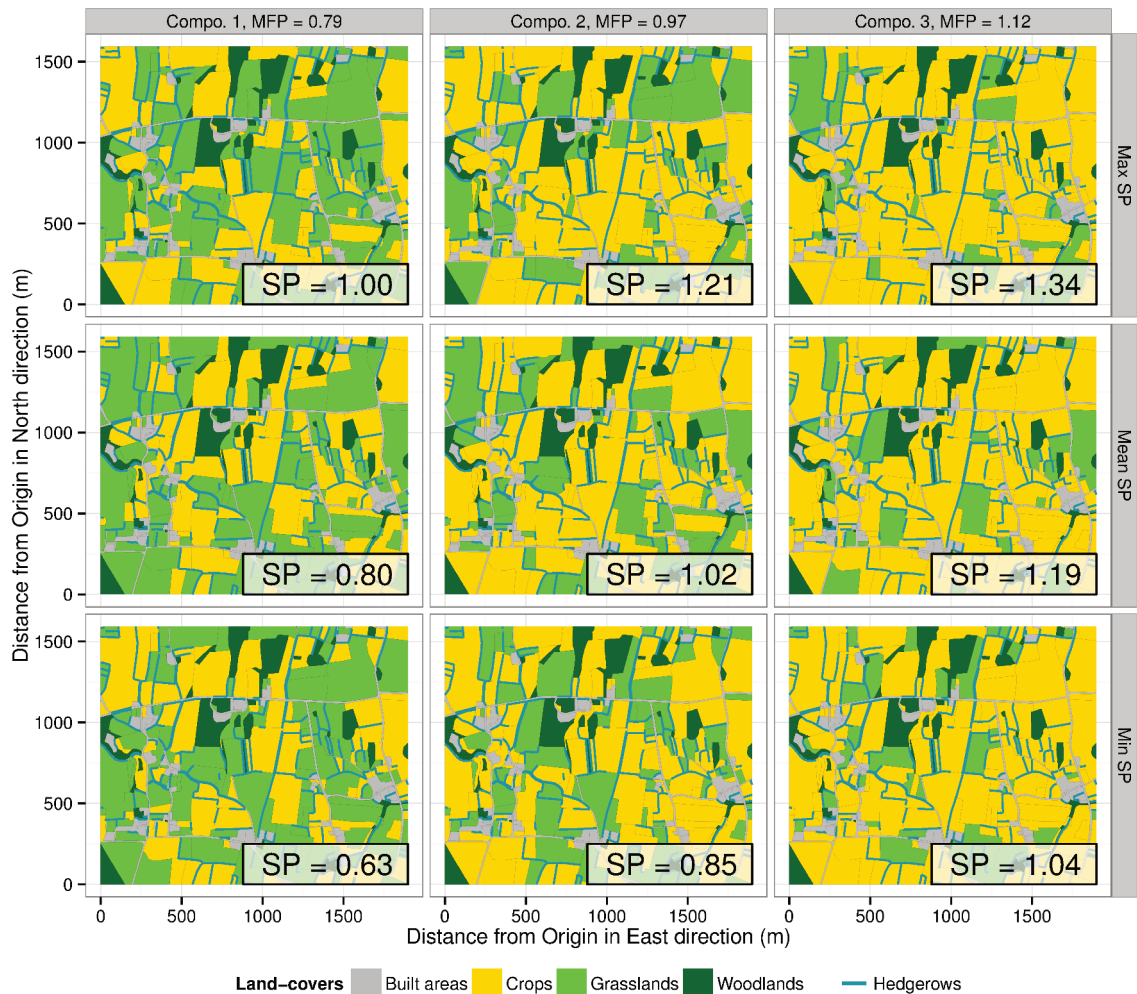 Compo. 1, MFP = 0.79
Compo. 2, MFP = 0.97
Compo. 3, MFP = 1.12
1500
1000
500
0
SP = 1.00
SP = 1.21
SP = 1.34
Max SP
1500
1000
500
0
SP = 0.80
SP = 1.02
SP = 1.19
Mean SP
1500
1000
500
0
SP = 0.63
SP = 0.85
SP = 1.04
Min SP
Distance from Origin in North direction (m)
0 500 1000 1500 0 500 1000 1500 0 500 1000 1500
Distance from Origin in East direction (m)
Land−covers Built areas Crops Grasslands Woodlands Hedgerows